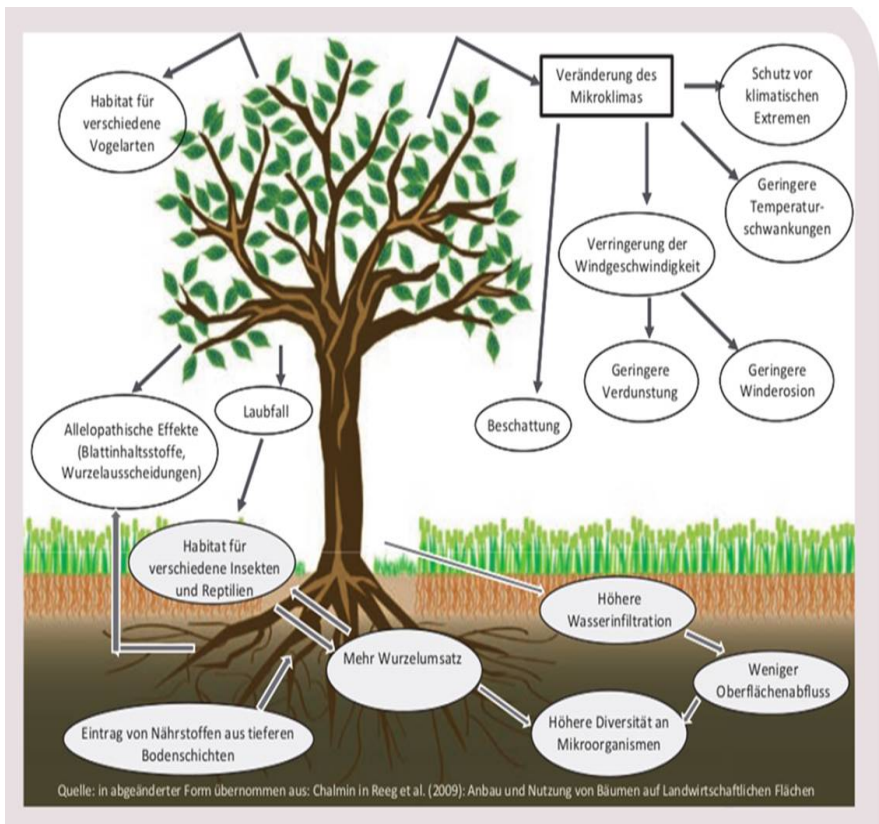 Habitat für
verschiedene
Vogelarten
Veränderung des
Mikroklimas
Schutz vor
klimatischen
Extremen
Geringere
Temperatur-
schwankungen
Verringerung der
Windgeschwindigkeit
Geringere
Verdunstung
Geringere
Winderosion
Beschattung
Laubfall
Allelopathische Effekte
(Blattinhaltsstoffe,
Wurzelausscheidungen)
Habitat für
verschiedene Insekten
und Reptilien
Höhere
Wasserinfiltration
Mehr Wurzelumsatz
Weniger
Oberflächenabfluss
Eintrag von Nährstoffen aus tieferen
Bodenschichten
Höhere Diversität an
Mikroorganismen
Quelle: in abgeänderter Form übernommen aus: Chalmin in Reeg et al. (2009): Anbau und Nutzung von Bäumen auf Landwirtschaftlichen Flächen